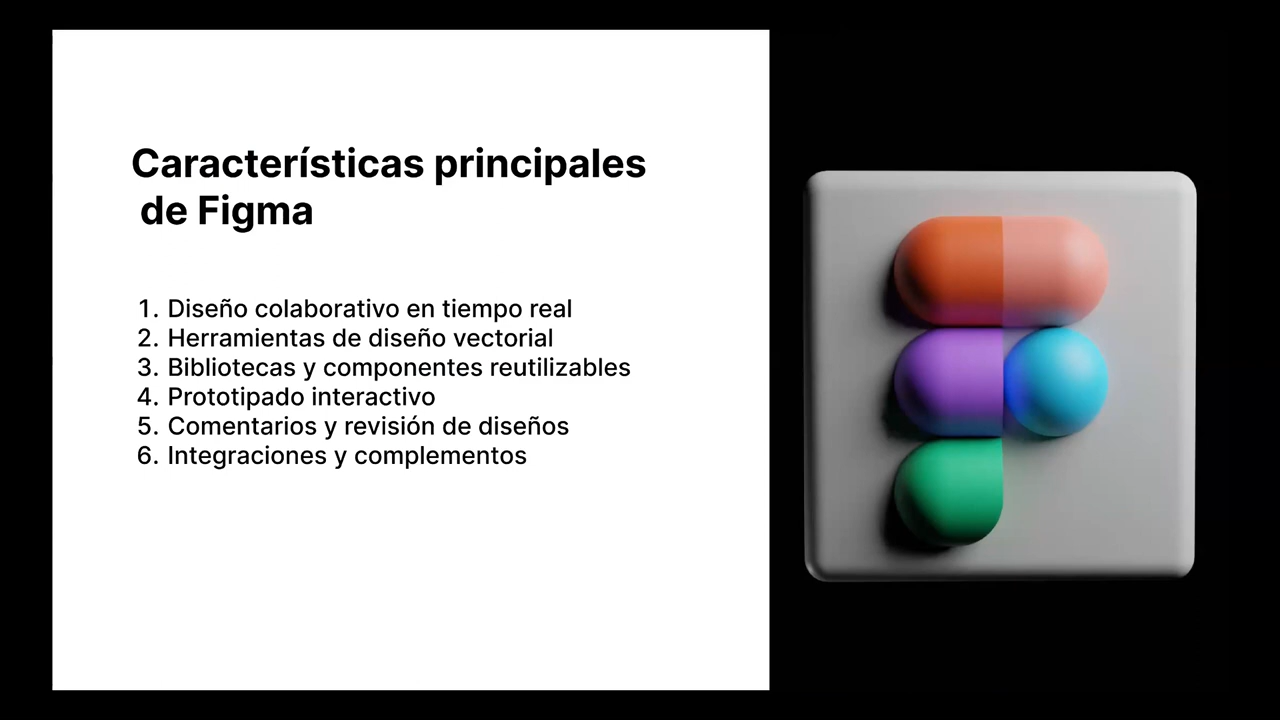 Características principales
de Figma
1. Diseño colaborativo en tiempo real
2. Herramientas de diseño vectorial
3. Bibliotecas y componentes reutilizables
4. Prototipado interactivo
5. Comentarios y revisión de diseños
6. Integraciones y complementos